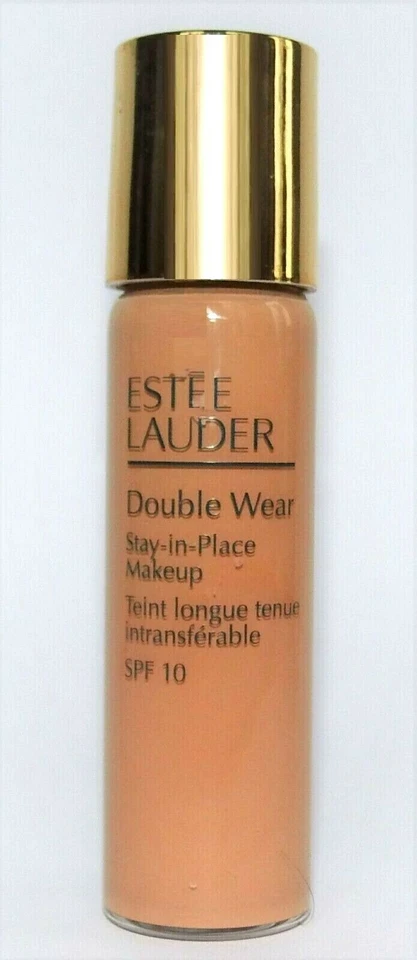 ESTĒE
LAUDER
Double Wear
Stay-in-Place
Makeup
Teint longue tenue
intransférable
SPF 10